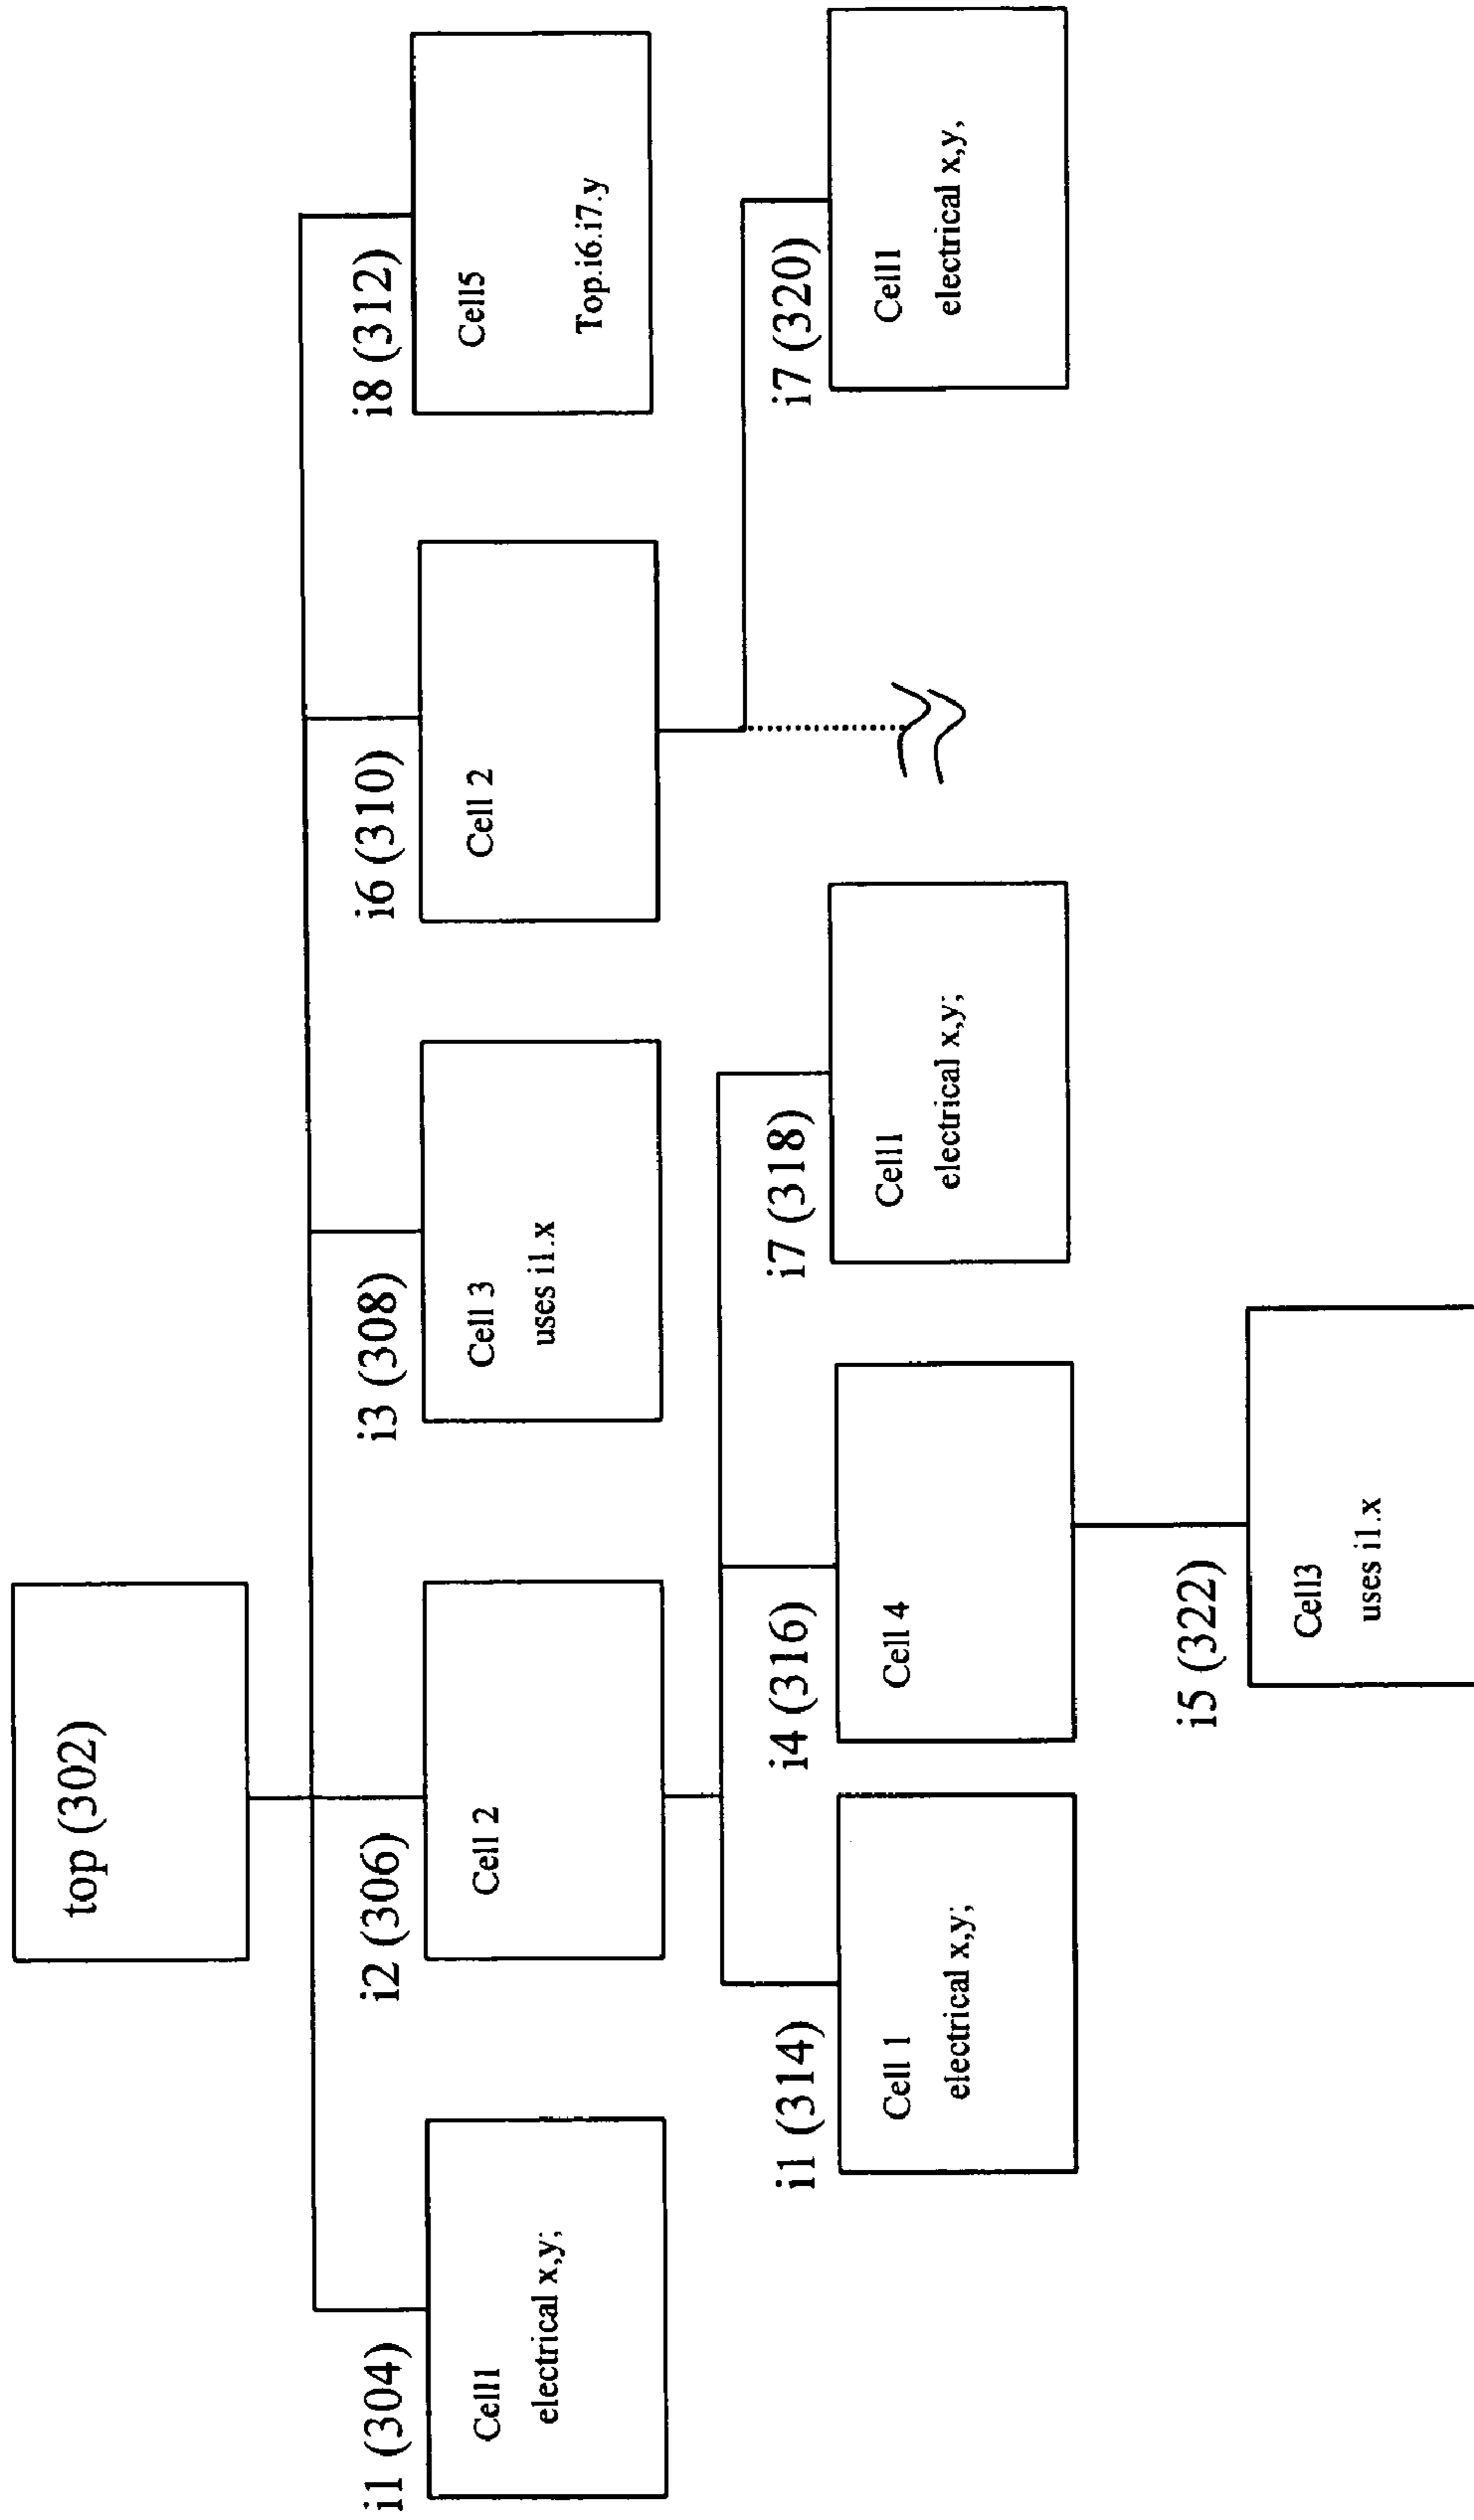 top (302)
i1 (304)
Cell1
electrical x,y;
i2 (306)
Cell 2
i3 (308)
Cell 3
uses i1.x
i6 (310)
Cell 2
i8 (312)
Cell5
Top.i6.i7.y
i1 (314)
Cell 1
electrical x,y;
i4 (316)
Cell 4
i7 (318)
Cell1
electrical x,y;
i7 (320)
Cell1
electrical x,y,
i5 (322)
Cell3
uses i1.x